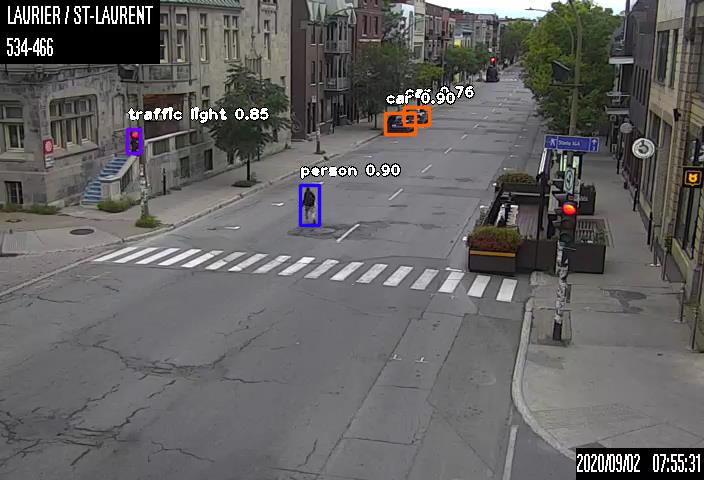 LAURIER / ST-LAURENT
534-466
car 0.76
car 0.90
traffic light 0.85
person 0.90
2020/09/02 07:55:31